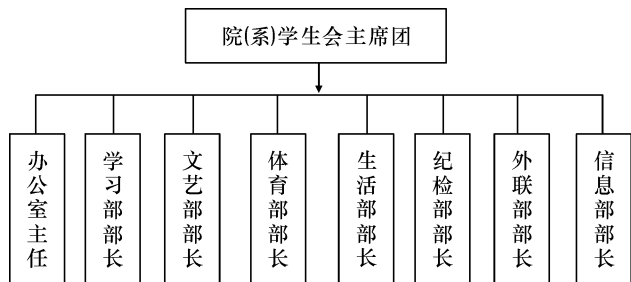 院(系)学生会主席团
办公室主任
学习部部长
文艺部部长
体育部部长
生活部部长
纪检部部长
外联部部长
信息部部长